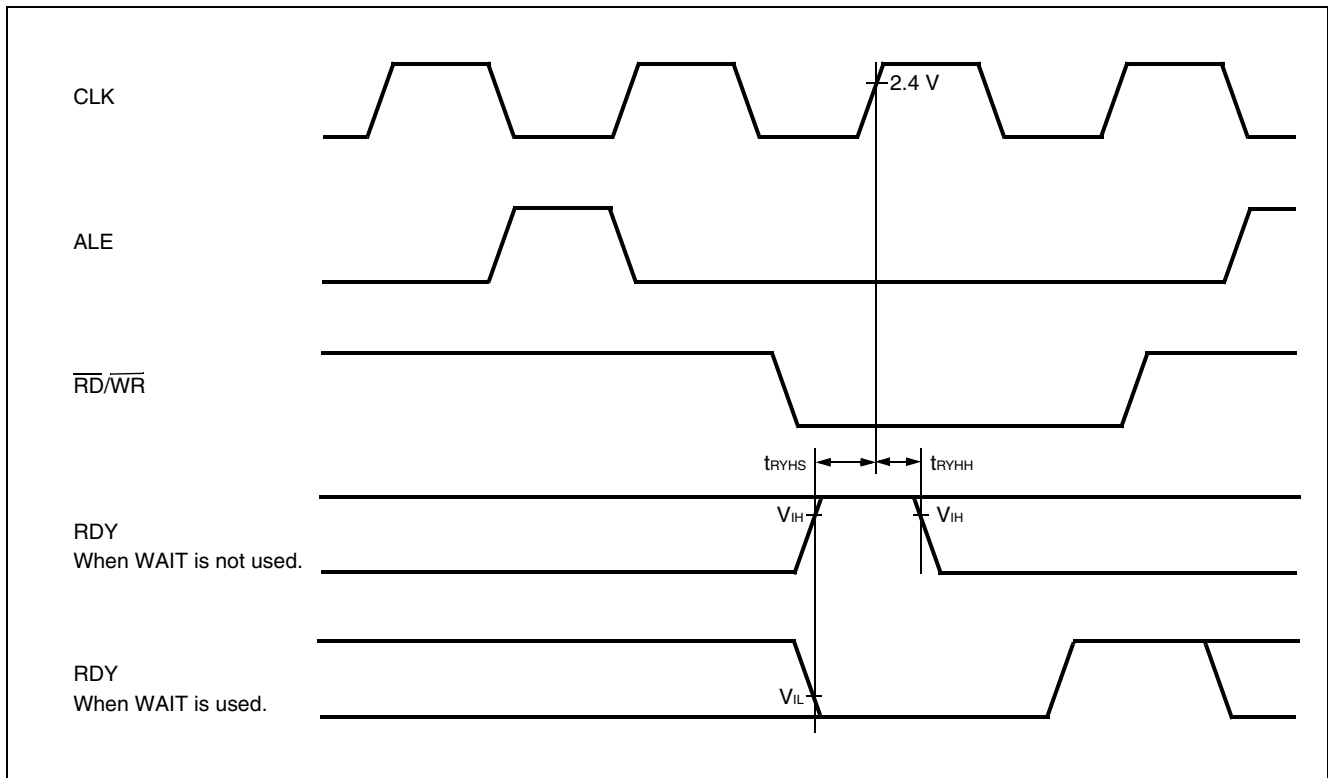 CLK
2.4 V
ALE
RD/WR
tRYHS
tRYHH
RDY
When WAIT is not used.
VIH
VIH
RDY
When WAIT is used.
VIL